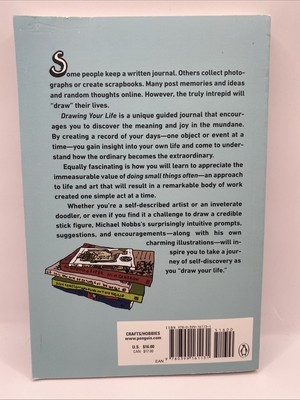 Some people keep a written journal. Others collect photo-
graphs or create scrapbooks. Many post memories and ideas
and random thoughts online. However, the truly intrepid will
"draw" their lives.
Drawing Your Life is a unique guided journal that encour-
ages you to discover the meaning and joy in the mundane.
By creating a record of your days—one object or event at a
time—you gain insight into your own life and come to under-
stand how the ordinary becomes the extraordinary.
Equally fascinating is how you will learn to appreciate the
immeasurable value of doing small things often—an approach
to life and art that will result in a remarkable body of work
created one simple act at a time.
Whether you're a self-described artist or an inveterate
doodler, or even if you find it a challenge to draw a credible
stick figure, Michael Nobbs's surprisingly intuitive prompts,
suggestions, and encouragements—along with his own
charming illustrations—will in-
spire you to take a jour-
ney of self-discovery as
you "draw your life."
CRAFTS/HOBBIES
www.penguin.com
U.S. $16.00
CAN $17.00
EAN
51600